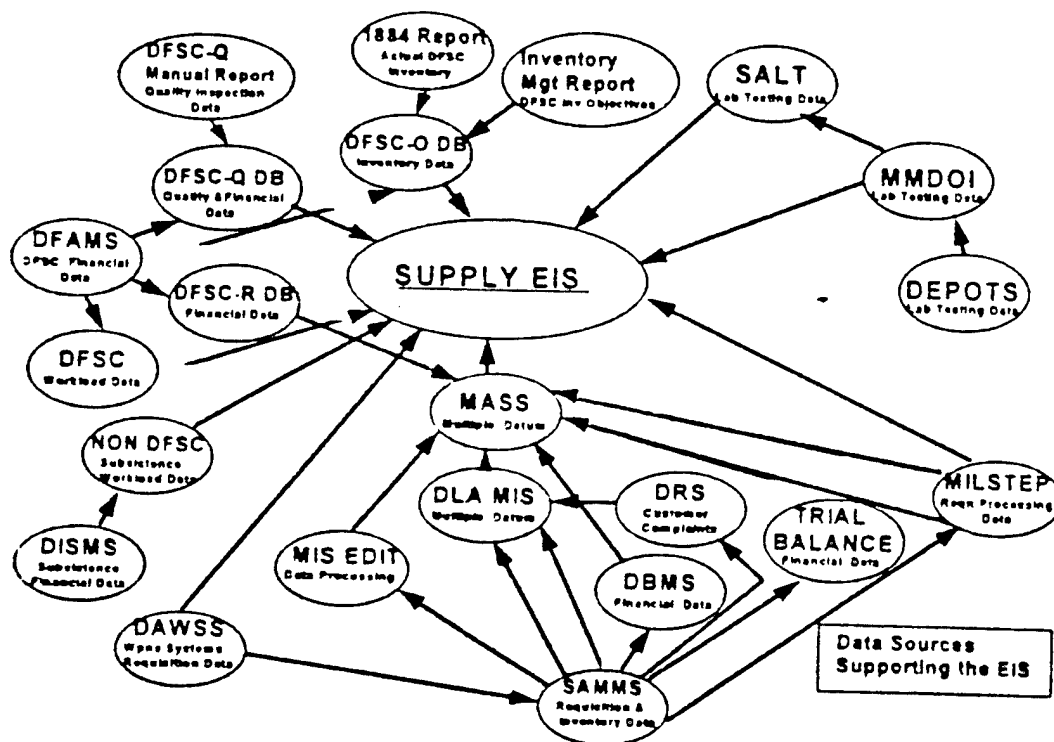 DFSC-Q
Manual Report
Quality Inspection
Data
1884 Report
Actual DFSC
Inventory
Inventory
Mgt Report
DFSC Inv Objectives
SALT
Lab Testing Data
DFSC-O DB
Inventory Data
DFSC-Q DB
Quality & Financial
Data
MMDOI
Lab Testing Data
DFAMS
DFSC Financial
Data
SUPPLY EIS
DFSC-R DB
Financial Data
DEPOTS
Lab Testing Data
DFSC
Workload Data
MASS
Multiple Datum
NON DFSC
Subsistence
Workload Data
DLA MIS
Multiple Datum
DRS
Customer
Complaints
MILSTEP
Reqn Processing
Data
TRIAL
BALANCE
Financial Data
DISMS
Subsistence
Financial Data
MIS EDIT
Data Processing
DBMS
Financial Data
DAWSS
Wpns Systems
Requisition Data
Data Sources
Supporting the EIS
SAMMS
Requisition &
Inventory Data